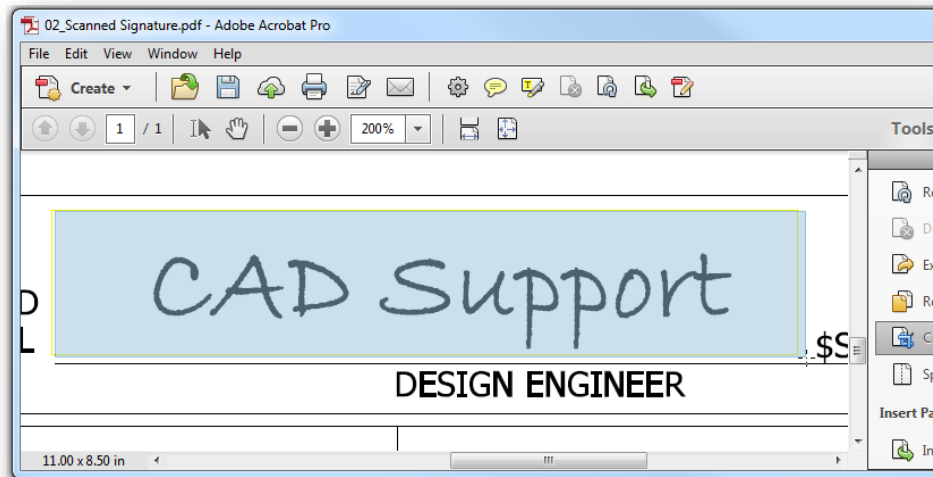 02_Scanned Signature.pdf - Adobe Acrobat Pro
File Edit View Window Help
Create
1 / 1 200%
Tools
CAD Support
$S
DESIGN ENGINEER
Insert Pa
11.00 x 8.50 in